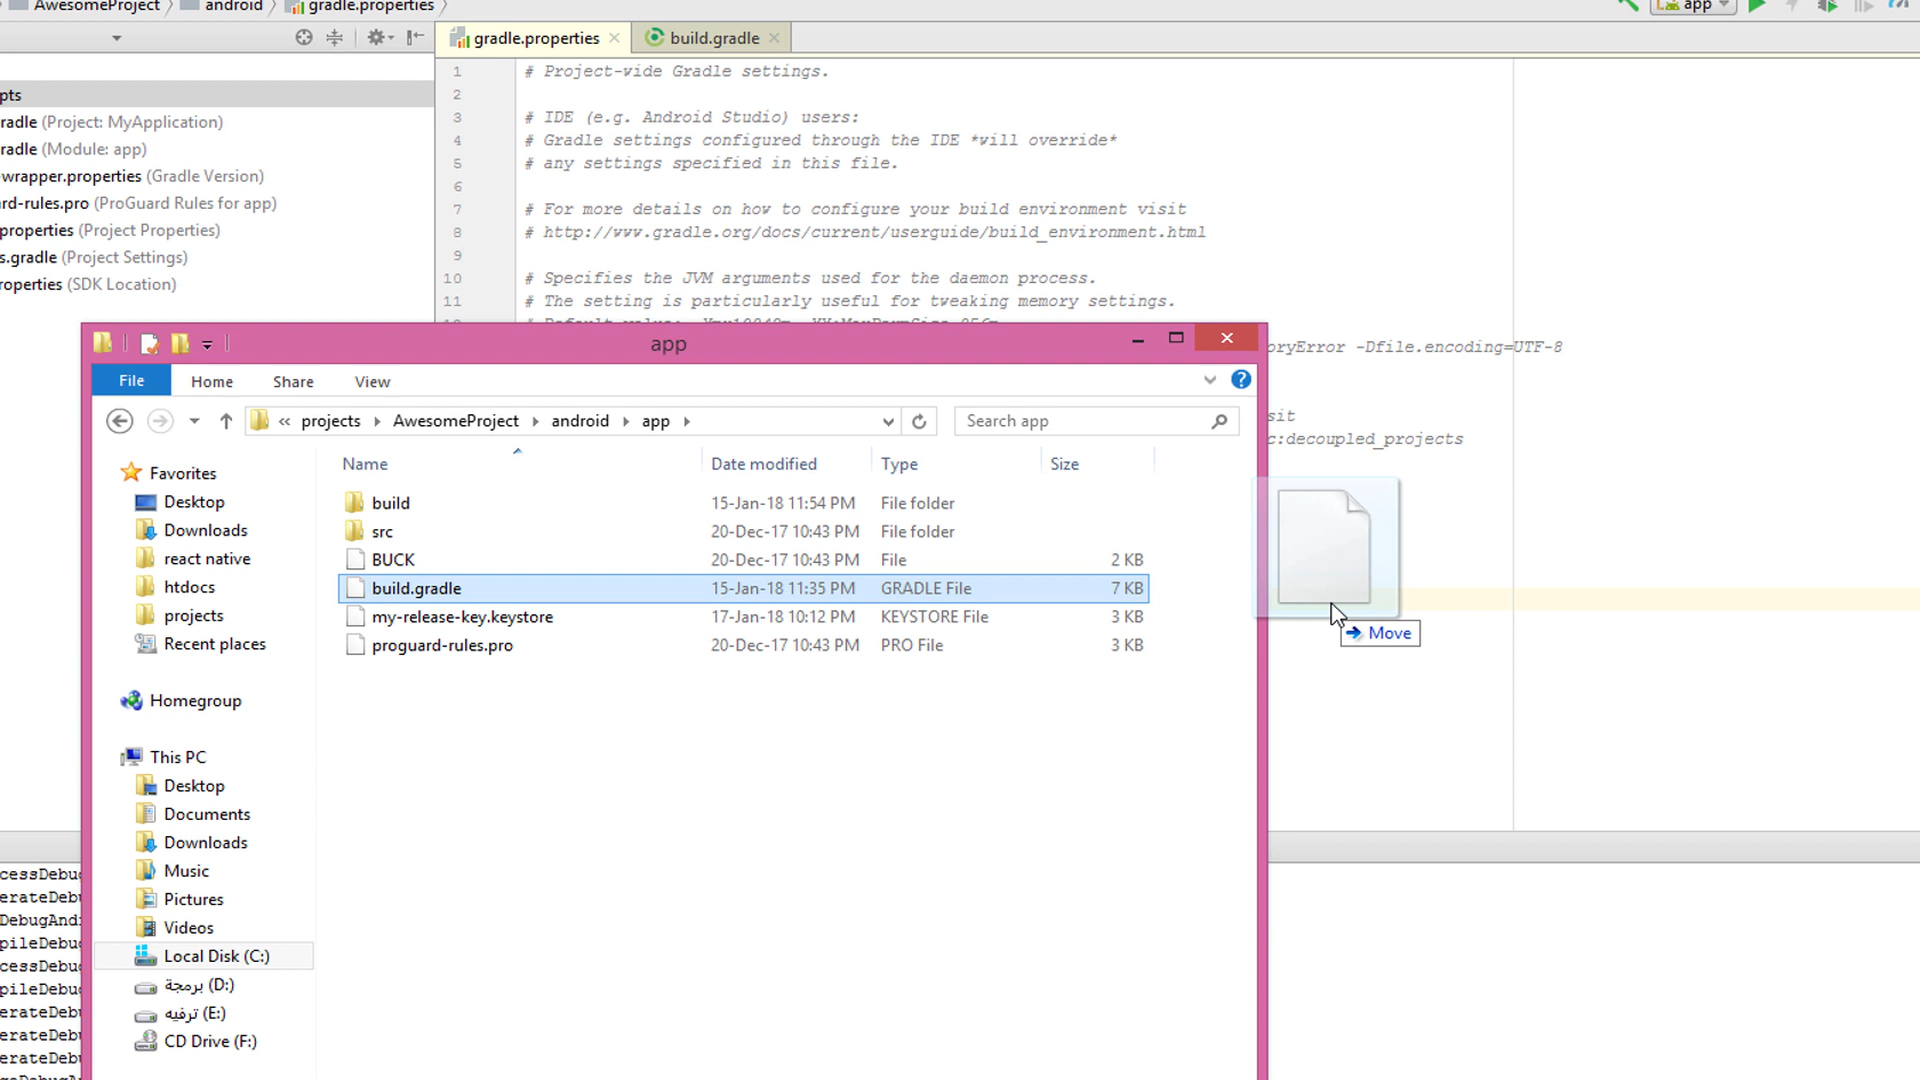 AwesomeProject android gradle.properties
app
gradle.properties build.gradle
pts
radle (Project: MyApplication)
radle (Module: app)
-wrapper.properties (Gradle Version)
rd-rules.pro (ProGuard Rules for app)
properties (Project Properties)
s.gradle (Project Settings)
roperties (SDK Location)
1 # Project-wide Gradle settings.
2
3 # IDE (e.g. Android Studio) users:
4 # Gradle settings configured through the IDE *will override*
5 # any settings specified in this file.
6
7 # For more details on how to configure your build environment visit
8 # http://www.gradle.org/docs/current/userguide/build_environment.html
9
10 # Specifies the JVM arguments used for the daemon process.
11 # The setting is particularly useful for tweaking memory settings.
oryError -Dfile.encoding=UTF-8
sit
c:decoupled_projects
app
File Home Share View
« projects AwesomeProject android app
Search app
Favorites
Desktop
Downloads
react native
htdocs
projects
Recent places
Homegroup
This PC
Desktop
Documents
Downloads
Music
Pictures
Videos
Local Disk (C:)
برمجة (D:)
ترفيه (E:)
CD Drive (F:)
Name Date modified Type Size
build 15-Jan-18 11:54 PM File folder
src 20-Dec-17 10:43 PM File folder
BUCK 20-Dec-17 10:43 PM File 2 KB
build.gradle 15-Jan-18 11:35 PM GRADLE File 7 KB
my-release-key.keystore 17-Jan-18 10:12 PM KEYSTORE File 3 KB
proguard-rules.pro 20-Dec-17 10:43 PM PRO File 3 KB
Move
cessDebu
erateDebu
DebugAndr
pileDebu
cessDebu
pileDebu
erateDebu
erateDebu
erateDebu